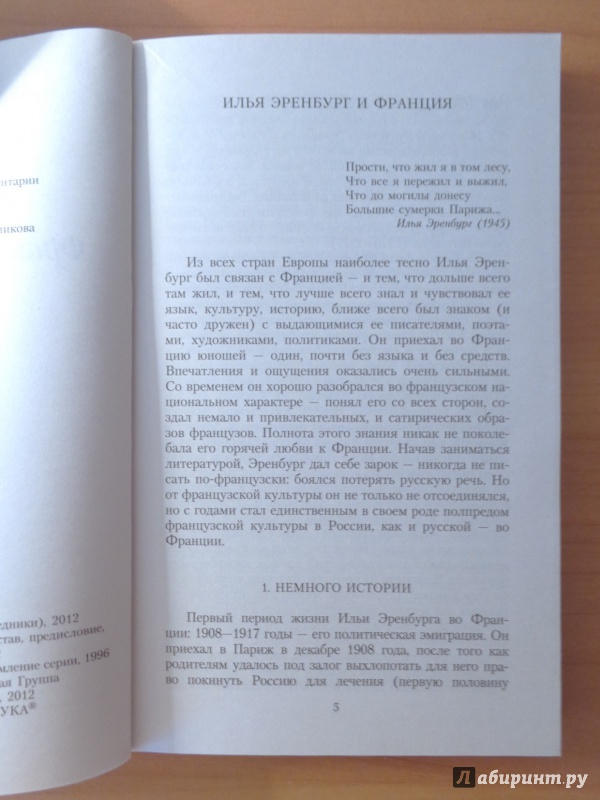 нтарии
никова
едники), 2012
став, предисловие,
мление серии, 1996
ая Группа
, 2012
УКА®
ИЛЬЯ ЭРЕНБУРГ И ФРАНЦИЯ
Прости, что жил я в том лесу,
Что все я пережил и выжил,
Что до могилы донесу
Большие сумерки Парижа...
Илья Эренбург (1945)
Из всех стран Европы наиболее тесно Илья Эрен-
бург был связан с Францией — и тем, что дольше всего
там жил, и тем, что лучше всего знал и чувствовал ее
язык, культуру, историю, ближе всего был знаком (и
часто дружен) с выдающимися ее писателями, поэта-
ми, художниками, политиками. Он приехал во Фран-
цию юношей — один, почти без языка и без средств.
Впечатления и ощущения оказались очень сильными.
Со временем он хорошо разобрался во французском на-
циональном характере — понял его со всех сторон, со-
здал немало и привлекательных, и сатирических обра-
зов французов. Полнота этого знания никак не поколе-
бала его горячей любви к Франции. Начав заниматься
литературой, Эренбург дал себе зарок — никогда не пи-
сать по-французски: боялся потерять русскую речь. Но
от французской культуры он не только не отсоединялся,
но с годами стал единственным в своем роде полпредом
французской культуры в России, как и русской — во
Франции.
1. НЕМНОГО ИСТОРИИ
Первый период жизни Ильи Эренбурга во Фран-
ции: 1908—1917 годы — его политическая эмиграция. Он
приехал в Париж в декабре 1908 года, после того как
родителям удалось под залог выхлопотать для него пра-
во покинуть Россию для лечения (первую половину
5
Лабиринт.ру